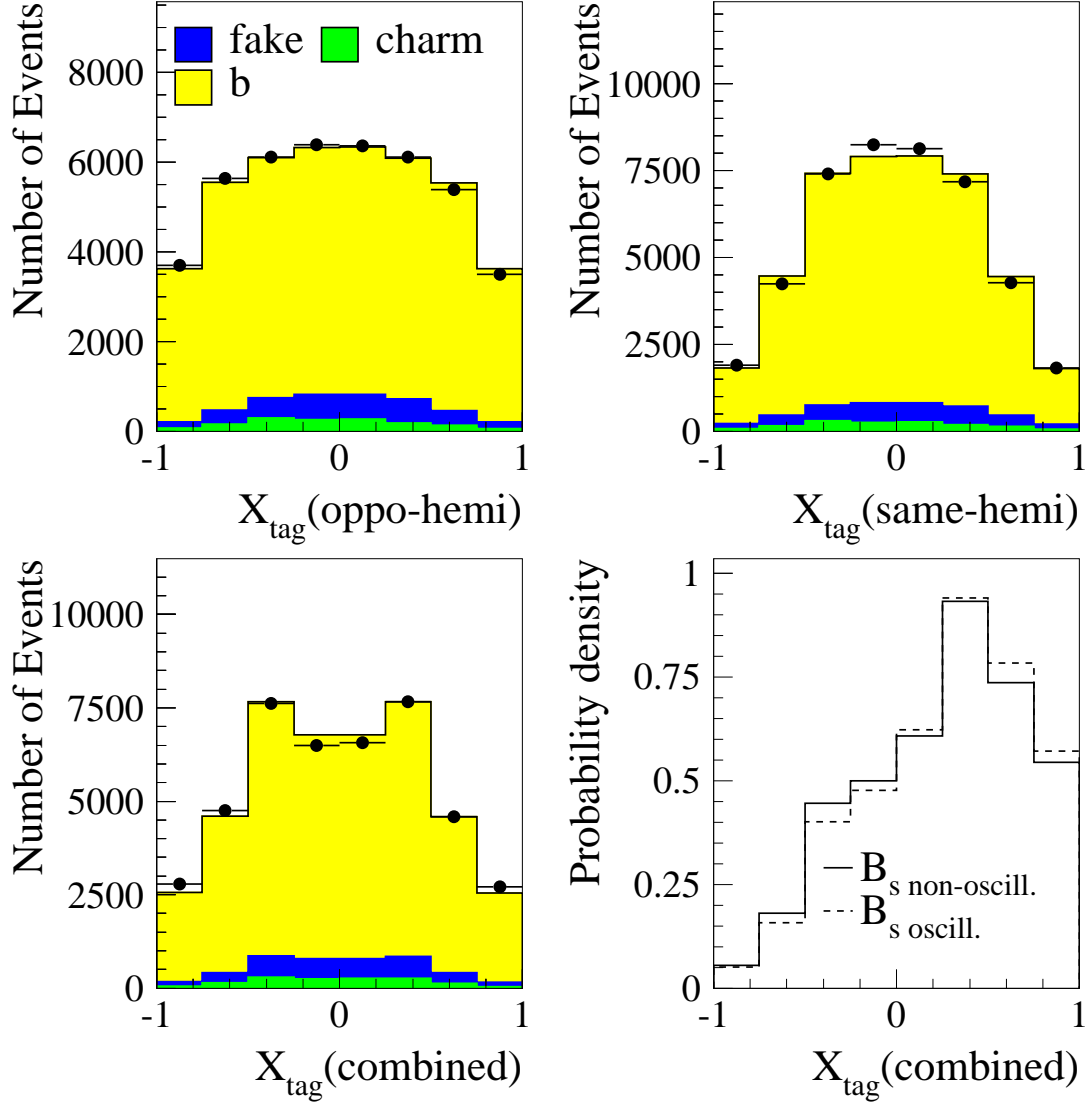 Number of Events
8000
6000
4000
2000
0
fake charm
b
-1 0 1
X_tag(oppo-hemi)
Number of Events
10000
7500
5000
2500
0
-1 0 1
X_tag(same-hemi)
Number of Events
10000
7500
5000
2500
0
-1 0 1
X_tag(combined)
Probability density
1
0.75
0.5
0.25
0
B_s non-oscill.
B_s oscill.
-1 0 1
X_tag(combined)